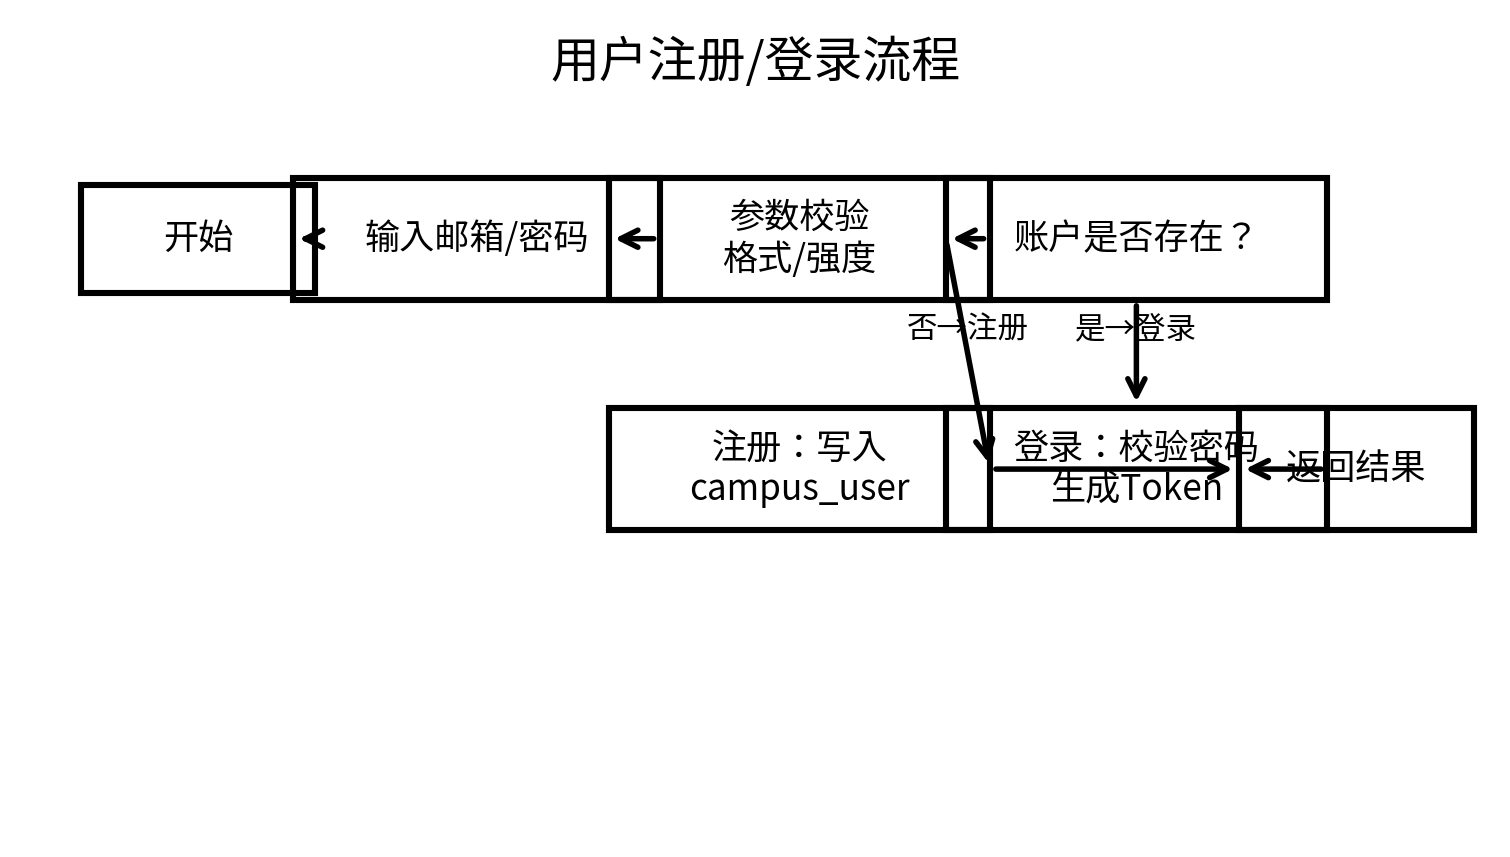 用户注册/登录流程
开始
输入邮箱/密码
参数校验
格式/强度
账户是否存在？
否→注册
是→登录
注册：写入
campus_user
登录：校验密码
生成Token
返回结果